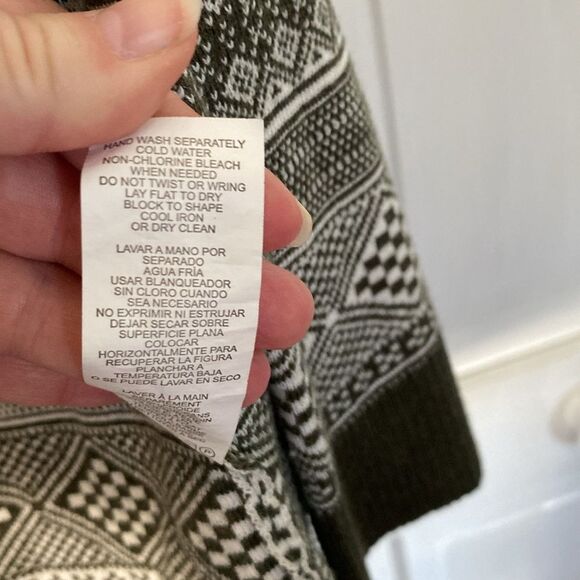 HAND WASH SEPARATELY
COLD WATER
NON-CHLORINE BLEACH
WHEN NEEDED
DO NOT TWIST OR WRING
LAY FLAT TO DRY
BLOCK TO SHAPE
COOL IRON
OR DRY CLEAN
LAVAR A MANO POR
SEPARADO
AGUA FRÍA
USAR BLANQUEADOR
SIN CLORO CUANDO
SEA NECESARIO
NO EXPRIMIR NI ESTRUJAR
DEJAR SECAR SOBRE
SUPERFICIE PLANA
COLOCAR
HORIZONTALMENTE PARA
RECUPERAR LA FIGURA
PLANCHAR A
TEMPERATURA BAJA
O SE PUEDE LAVAR EN SECO
LAVER À LA MAIN